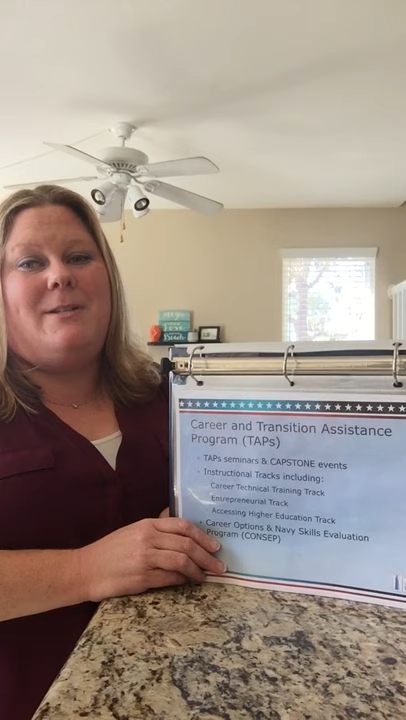 Career and Transition Assistance
Program (TAPs)
• TAPs seminars & CAPSTONE events
• Instructional Tracks including:
Career Technical Training Track
Entrepreneurial Track
Accessing Higher Education Track
• Career Options & Navy Skills Evaluation
Program (CONSEP)